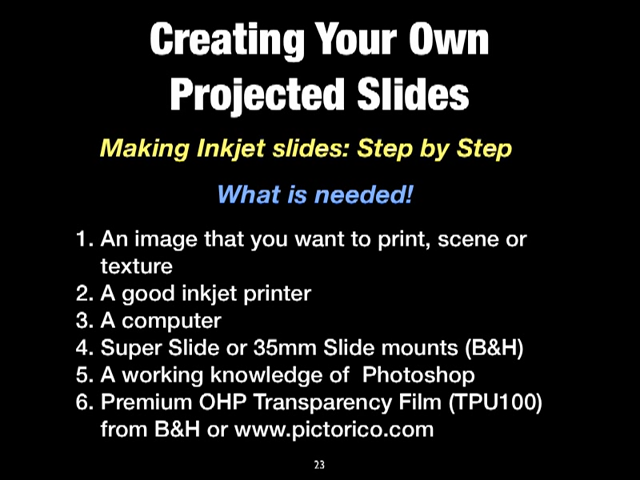 Creating Your Own
Projected Slides
Making Inkjet slides: Step by Step
What is needed!
1. An image that you want to print, scene or
texture
2. A good inkjet printer
3. A computer
4. Super Slide or 35mm Slide mounts (B&H)
5. A working knowledge of Photoshop
6. Premium OHP Transparency Film (TPU100)
from B&H or www.pictorico.com
23